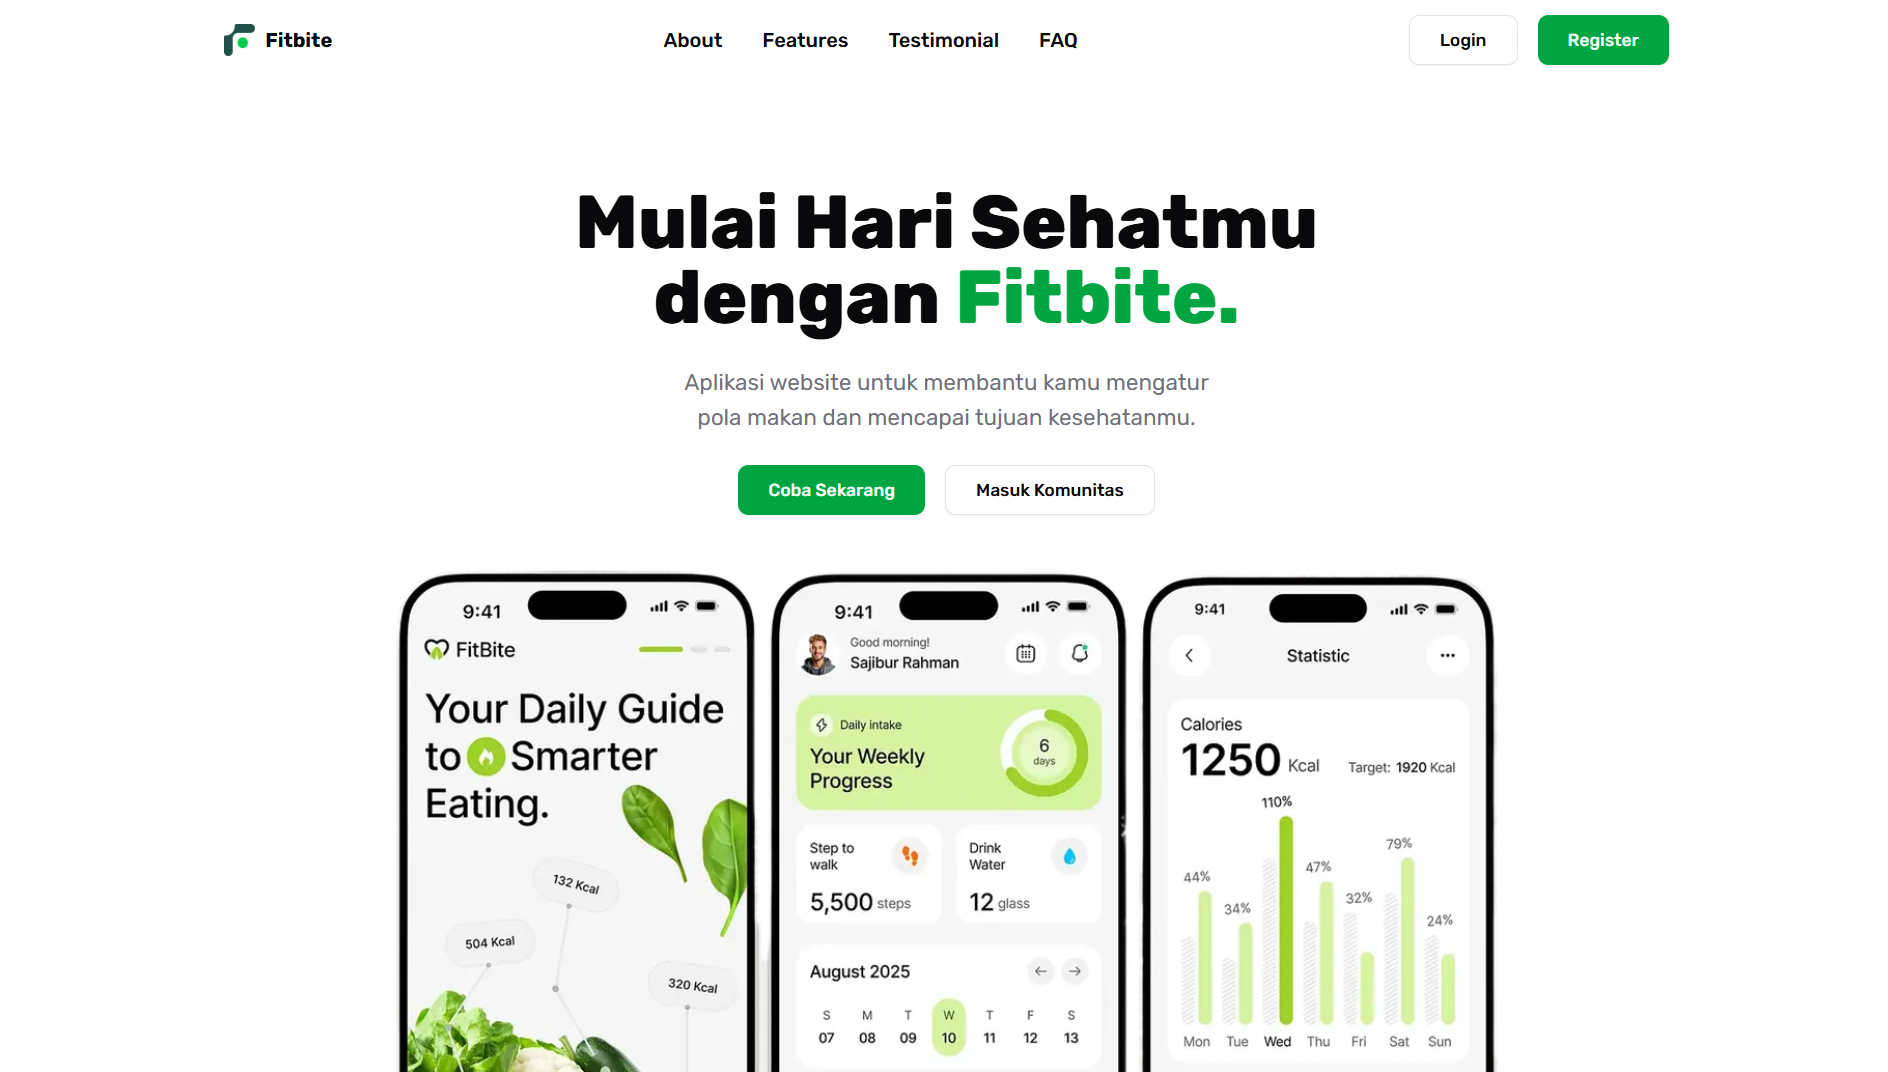 Fitbite
About
Features
Testimonial
FAQ
Login
Register
Mulai Hari Sehatmu
dengan Fitbite.
Aplikasi website untuk membantu kamu mengatur
pola makan dan mencapai tujuan kesehatanmu.
Coba Sekarang
Masuk Komunitas
9:41
FitBite
Your Daily Guide
to Smarter
Eating.
132 Kcal
504 Kcal
320 Kcal
9:41
Good morning!
Sajibur Rahman
Daily intake
Your Weekly
Progress
6
days
Step to
walk
5,500 steps
Drink
Water
12 glass
August 2025
S M T W T F S
07 08 09 10 11 12 13
9:41
Statistic
Calories
1250 Kcal
Target: 1920 Kcal
110%
79%
47%
44%
32%
34%
24%
Mon Tue Wed Thu Fri Sat Sun